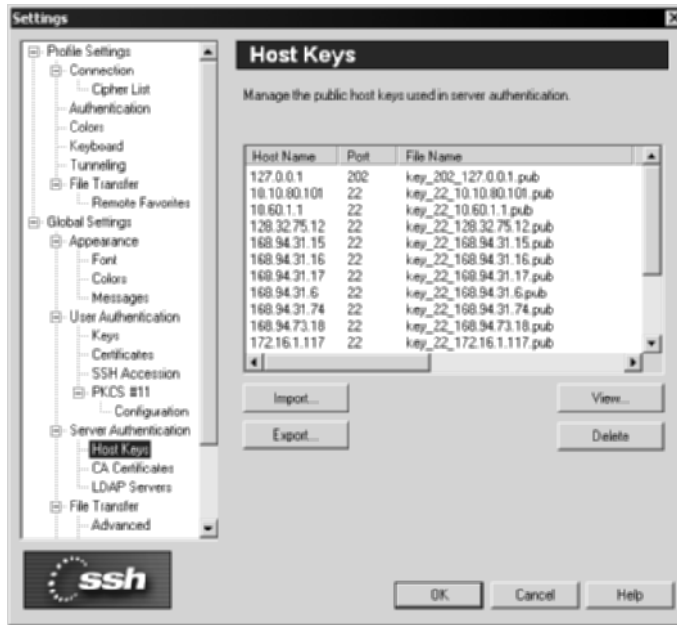 Settings
Profile Settings
Connection
Cipher List
Authentication
Colors
Keyboard
Tunneling
File Transfer
Remote Favorites
Global Settings
Appearance
Font
Colors
Messages
User Authentication
Keys
Certificates
SSH Accession
PKCS #11
Configuration
Server Authentication
Host Keys
CA Certificates
LDAP Servers
File Transfer
Advanced
ssh
Host Keys
Manage the public host keys used in server authentication.
Host Name Port File Name
127.0.0.1 202 key_202_127.0.0.1.pub
10.10.80.101 22 key_22_10.10.80.101.pub
10.60.1.1 22 key_22_10.60.1.1.pub
128.32.75.12 22 key_22_128.32.75.12.pub
168.94.31.15 22 key_22_168.94.31.15.pub
168.94.31.16 22 key_22_168.94.31.16.pub
168.94.31.17 22 key_22_168.94.31.17.pub
168.94.31.6 22 key_22_168.94.31.6.pub
168.94.31.74 22 key_22_168.94.31.74.pub
168.94.73.18 22 key_22_168.94.73.18.pub
172.16.1.117 22 key_22_172.16.1.117.pub
Import... View...
Export... Delete
OK Cancel Help